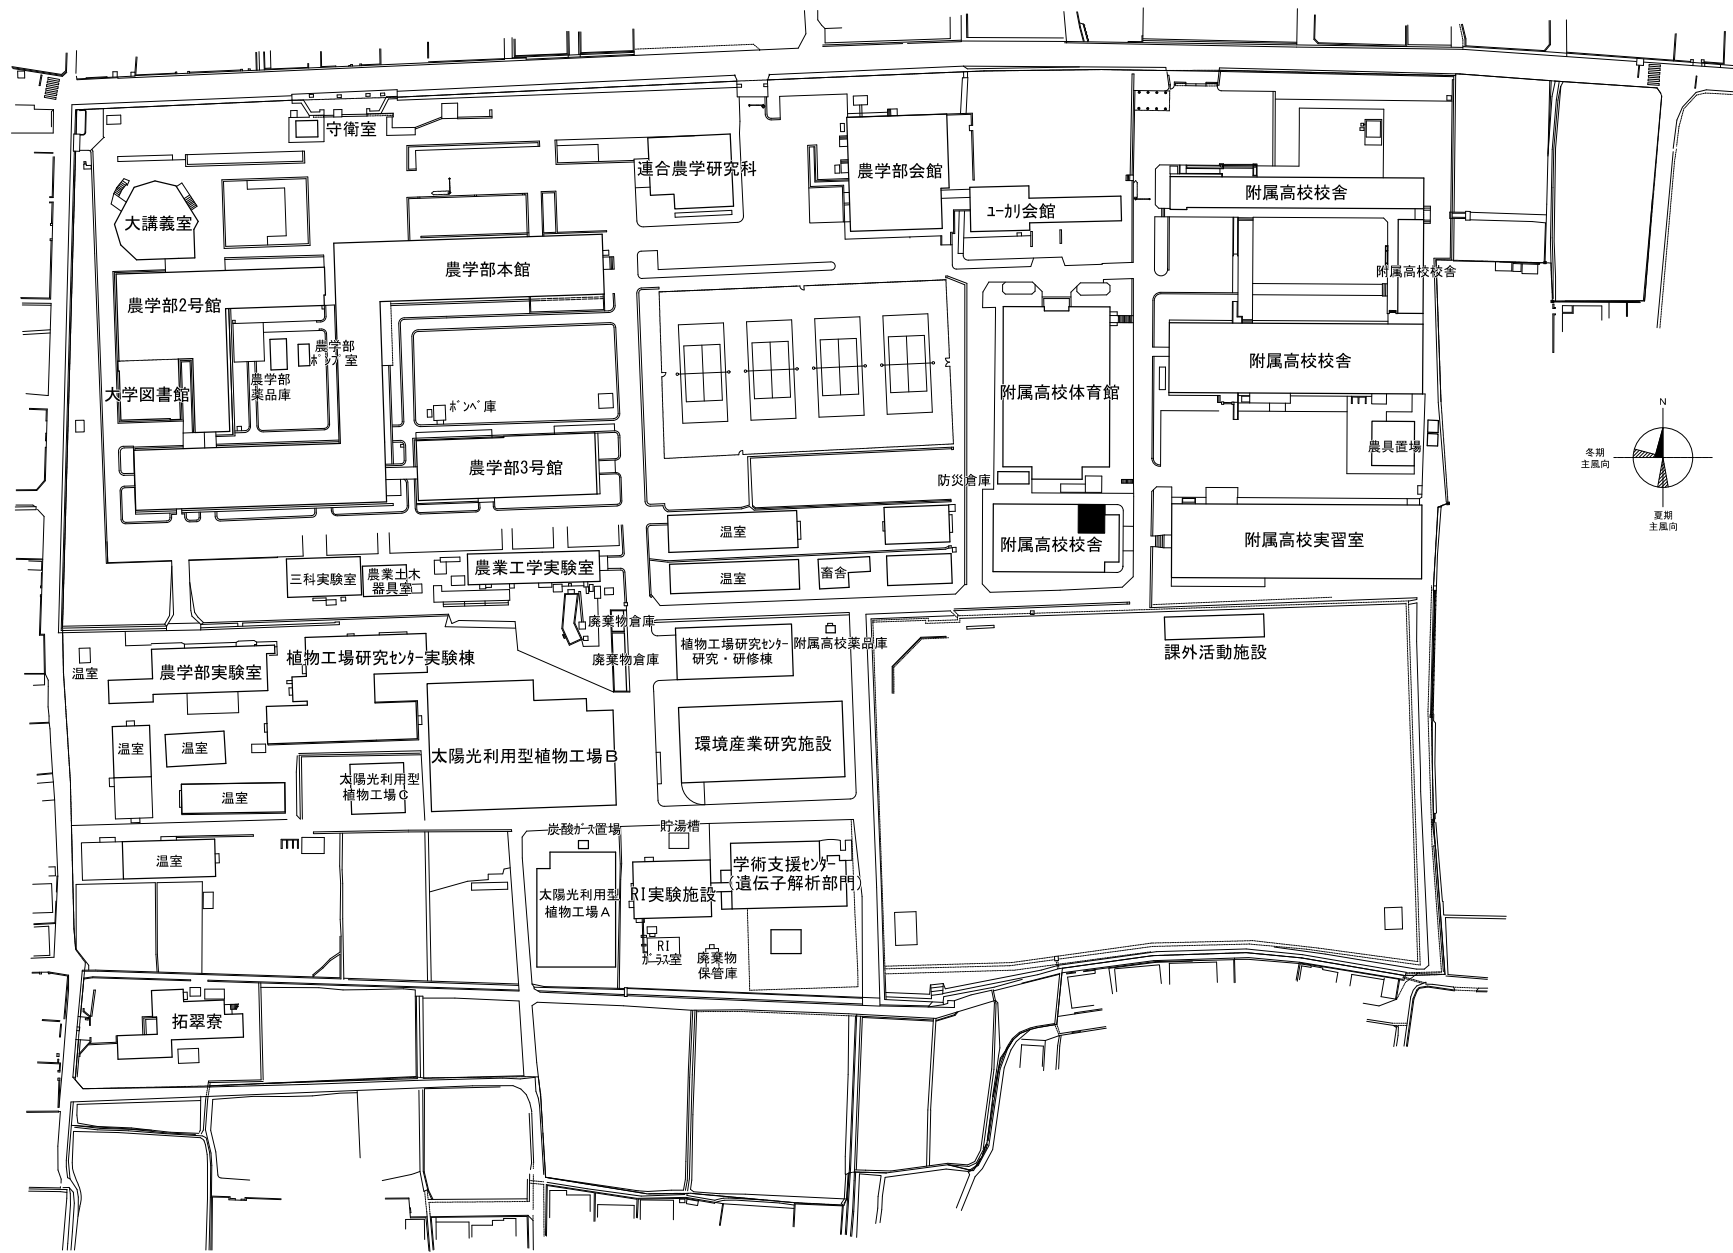 守衛室
連合農学研究科
農学部会館
附属高校校舎
ﾕｰｶﾘ会館
大講義室
農学部本館
附属高校校舎
農学部2号館
農学部
ﾎﾟﾝﾌﾟ室
附属高校校舎
農学部
薬品庫
大学図書館
附属高校体育館
ﾎﾞﾝﾍﾞ庫
N
冬期
主風向
夏期
主風向
農具置場
農学部3号館
防災倉庫
温室
附属高校校舎
附属高校実習室
三科実験室
農業土木
器具室
農業工学実験室
温室
畜舎
廃棄物倉庫
廃棄物倉庫
植物工場研究ｾﾝﾀｰ
研究・研修棟
附属高校薬品庫
課外活動施設
温室
農学部実験室
植物工場研究ｾﾝﾀｰ実験棟
温室
温室
太陽光利用型植物工場Ｂ
環境産業研究施設
温室
太陽光利用型
植物工場Ｃ
炭酸ｶﾞｽ置場
貯湯槽
温室
太陽光利用型
植物工場Ａ
RI実験施設
学術支援ｾﾝﾀｰ
(遺伝子解析部門)
RI
ｶﾞﾗｽ室
廃棄物
保管庫
拓翠寮